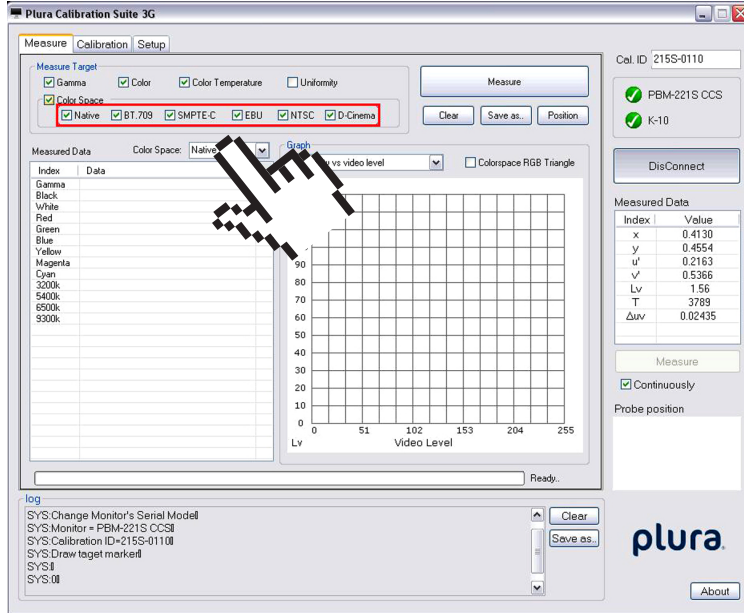 Plura Calibration Suite 3G
Measure Calibration Setup
Measure Target
Gamma Color Color Temperature Uniformity
Color Space
Native BT.709 SMPTE-C EBU NTSC D-Cinema
Measure
Clear Save as.. Position
Measured Data Color Space: Native
Index Data
Gamma
Black
White
Red
Green
Blue
Yellow
Magenta
Cyan
3200k
5400k
6500k
9300k
Graph
vs video level Colorspace RGB Triangle
90
80
70
60
50
40
30
20
10
0
0 51 102 153 204 255
Lv Video Level
Ready..
log
SYS:Change Monitor's Serial Model
SYS:Monitor = PBM-221S CCS
SYS:Calibration ID=215S-0110
SYS:Draw taget marker
SYS:
SYS:0
Clear
Save as..
Cal. ID 215S-0110
PBM-221S CCS
K-10
DisConnect
Measured Data
Index Value
x 0.4130
y 0.4554
u' 0.2163
v' 0.5366
Lv 1.56
T 3789
Δuv 0.02435
Measure
Continuously
Probe position
plura.
About